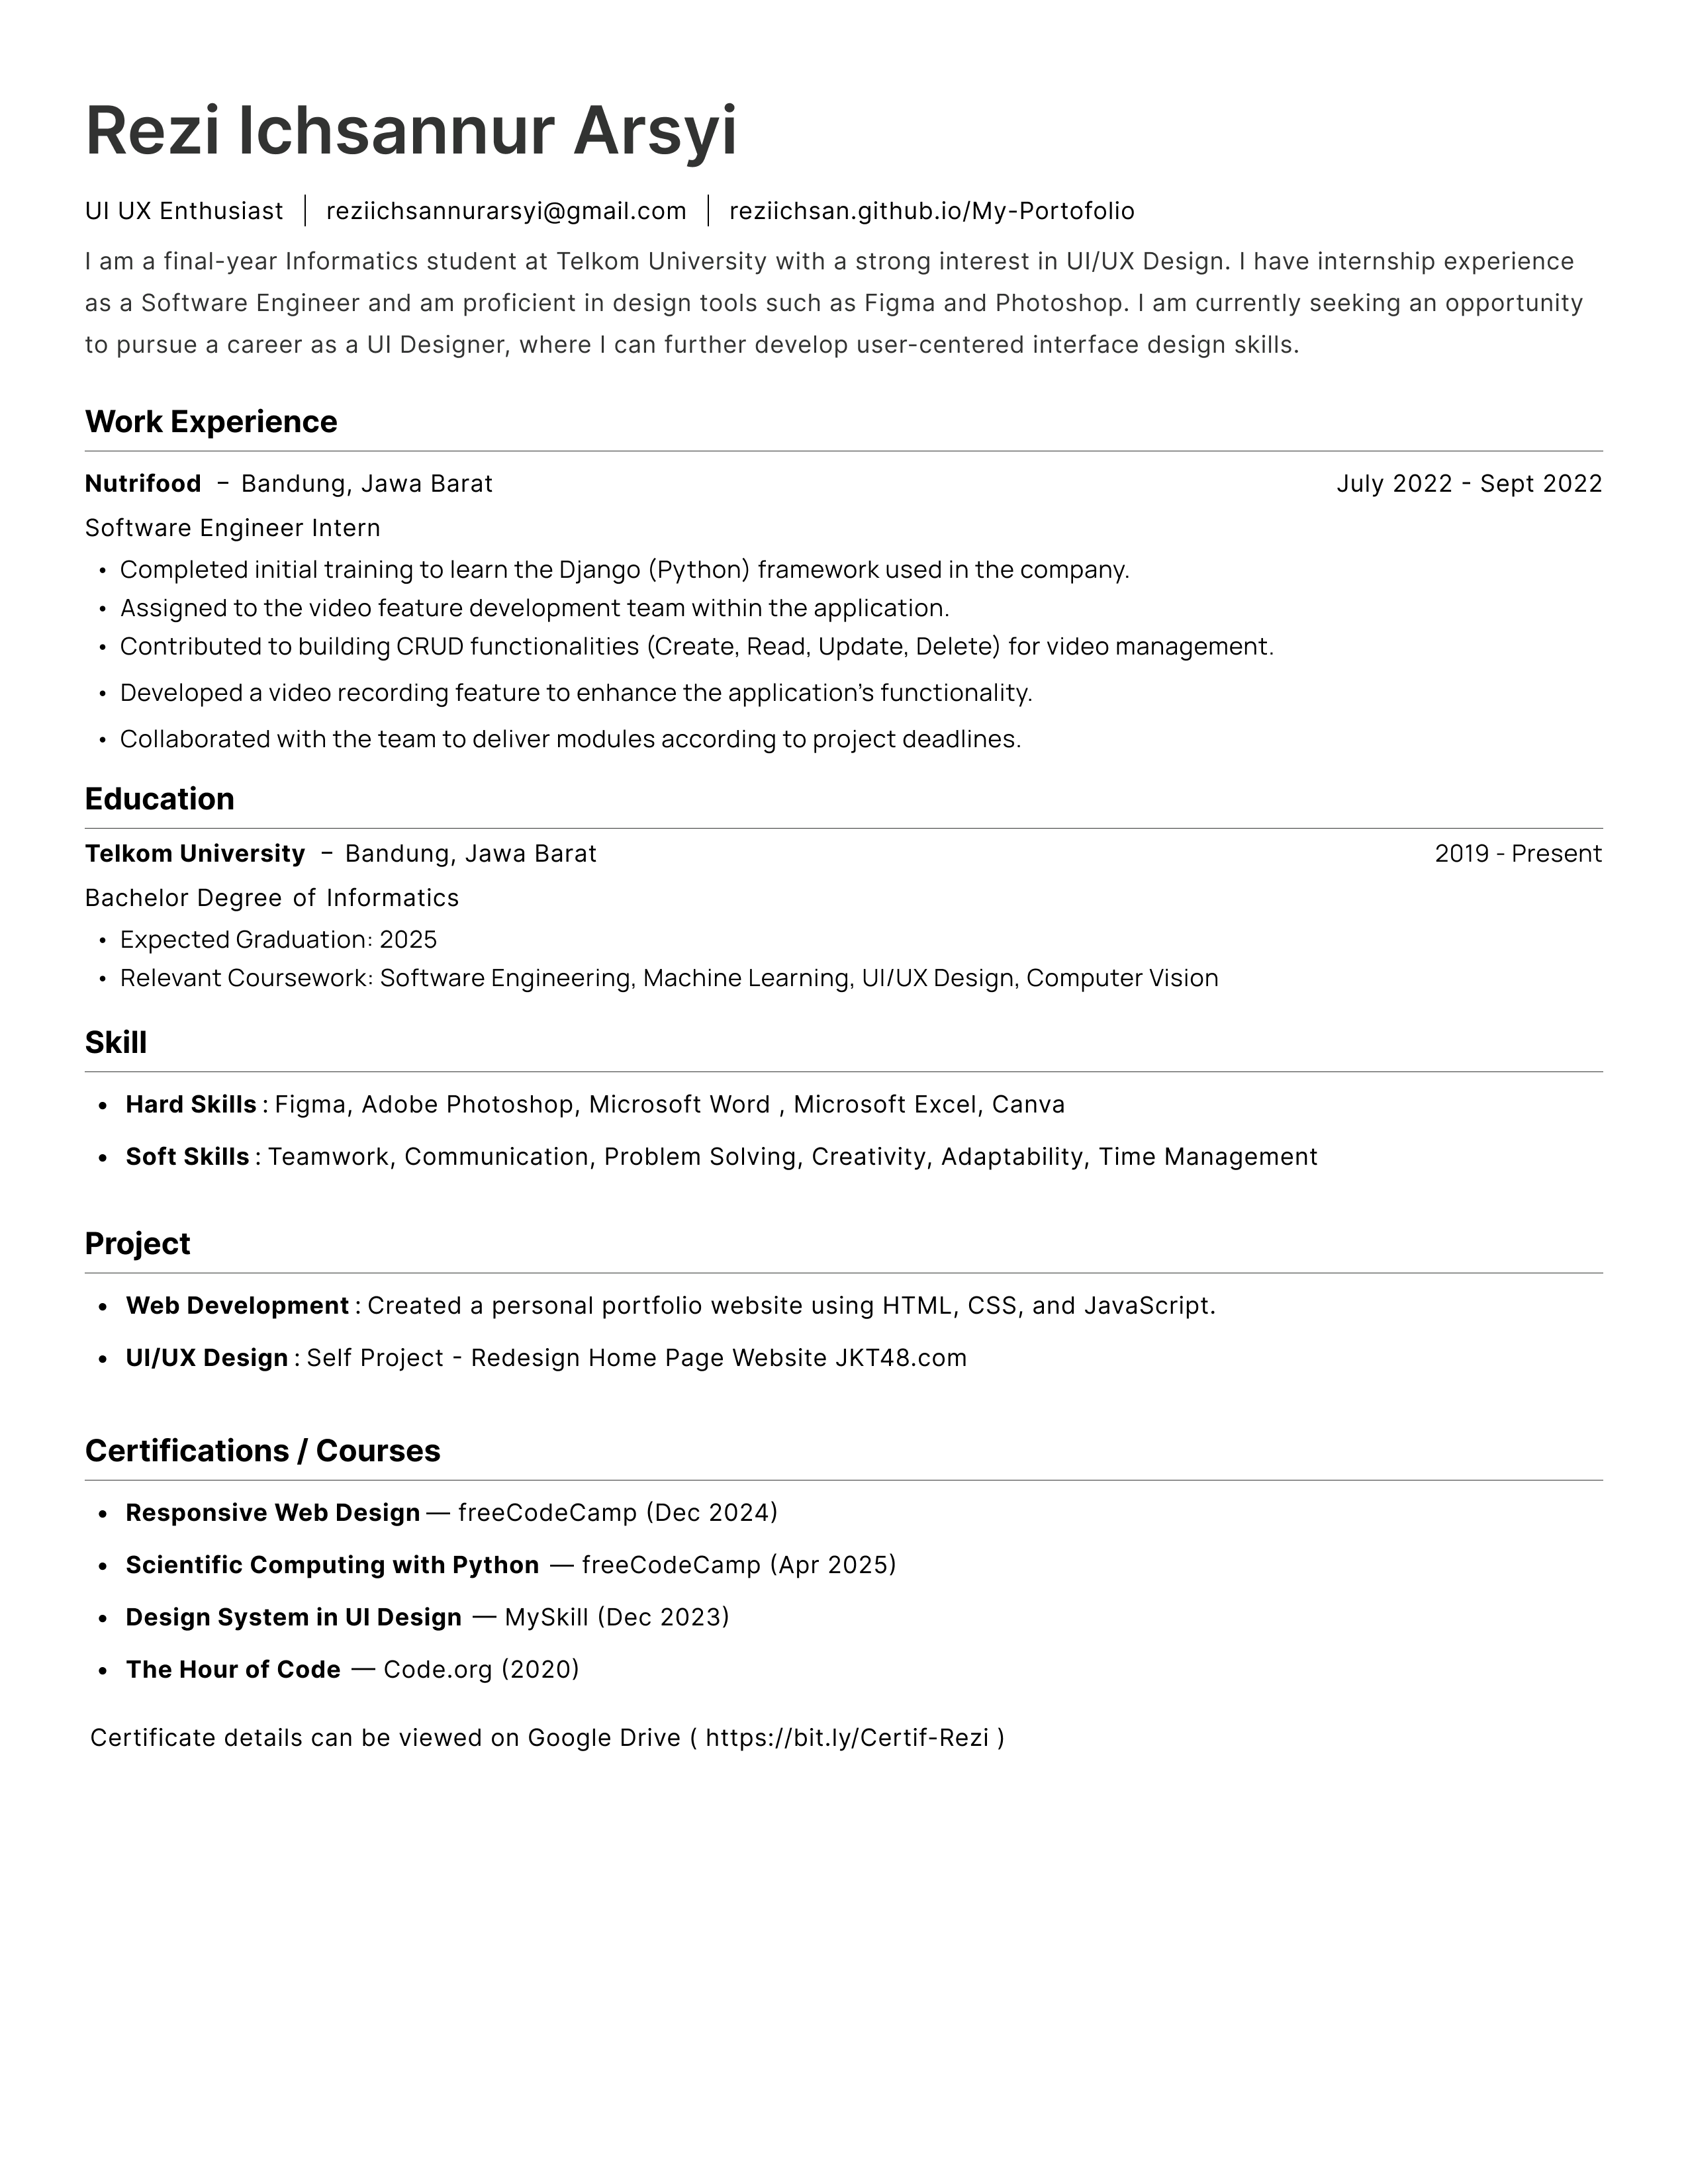 Rezi Ichsannur Arsyi
UI UX Enthusiast | reziichsannurarsyi@gmail.com | reziichsan.github.io/My-Portofolio
I am a final-year Informatics student at Telkom University with a strong interest in UI/UX Design. I have internship experience
as a Software Engineer and am proficient in design tools such as Figma and Photoshop. I am currently seeking an opportunity
to pursue a career as a UI Designer, where I can further develop user-centered interface design skills.
Work Experience
Nutrifood – Bandung, Jawa Barat July 2022 - Sept 2022
Software Engineer Intern
• Completed initial training to learn the Django (Python) framework used in the company.
• Assigned to the video feature development team within the application.
• Contributed to building CRUD functionalities (Create, Read, Update, Delete) for video management.
• Developed a video recording feature to enhance the application’s functionality.
• Collaborated with the team to deliver modules according to project deadlines.
Education
Telkom University – Bandung, Jawa Barat 2019 - Present
Bachelor Degree of Informatics
• Expected Graduation: 2025
• Relevant Coursework: Software Engineering, Machine Learning, UI/UX Design, Computer Vision
Skill
• Hard Skills : Figma, Adobe Photoshop, Microsoft Word , Microsoft Excel, Canva
• Soft Skills : Teamwork, Communication, Problem Solving, Creativity, Adaptability, Time Management
Project
• Web Development : Created a personal portfolio website using HTML, CSS, and JavaScript.
• UI/UX Design : Self Project - Redesign Home Page Website JKT48.com
Certifications / Courses
• Responsive Web Design — freeCodeCamp (Dec 2024)
• Scientific Computing with Python — freeCodeCamp (Apr 2025)
• Design System in UI Design — MySkill (Dec 2023)
• The Hour of Code — Code.org (2020)
Certificate details can be viewed on Google Drive ( https://bit.ly/Certif-Rezi )